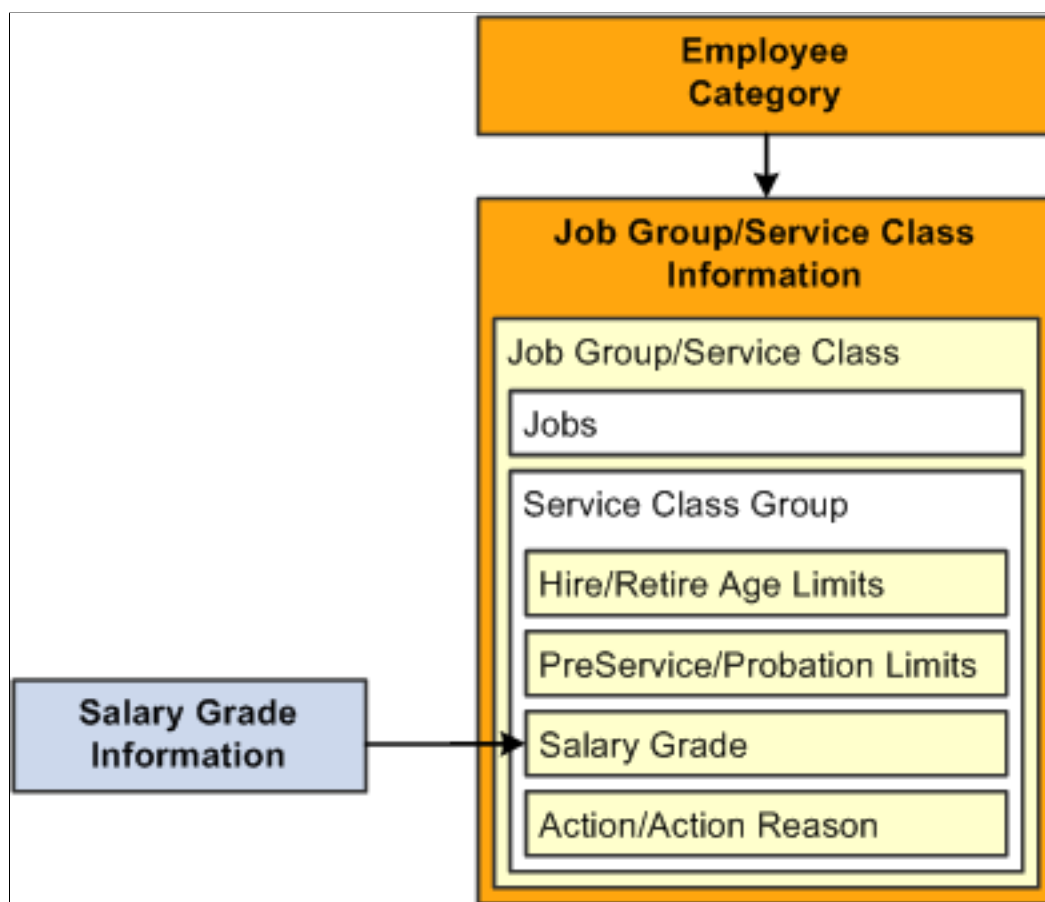 Employee
Category
Job Group/Service Class
Information
Job Group/Service Class
Jobs
Service Class Group
Hire/Retire Age Limits
PreService/Probation Limits
Salary Grade
Information
Salary Grade
Action/Action Reason